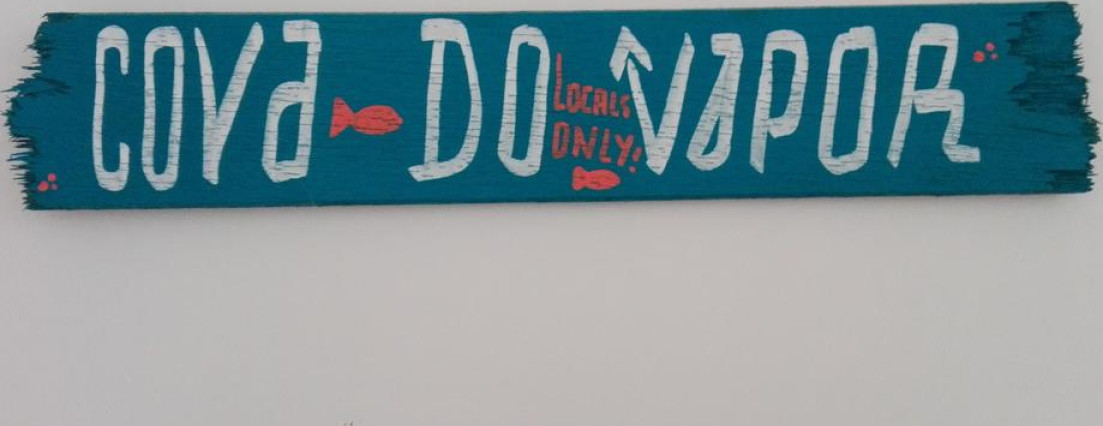 COVA DO VAPOR
LOCALS
ONLY!